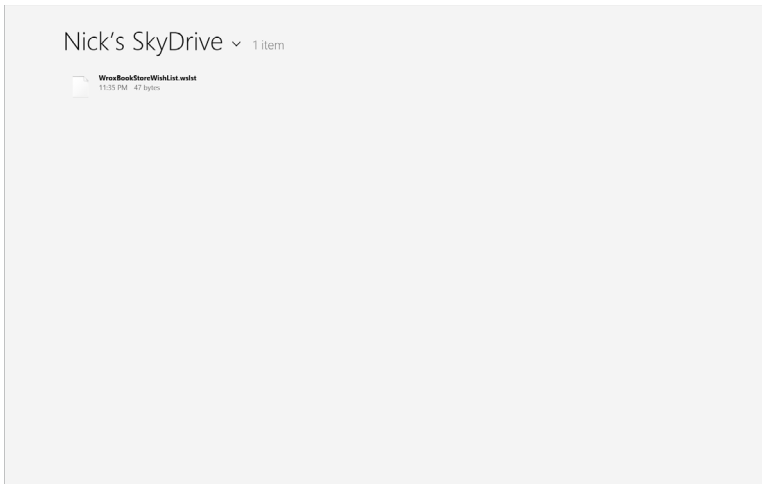 Nick's SkyDrive 1 item
WroxBookStoreWishList.wslst
11:35 PM 47 bytes